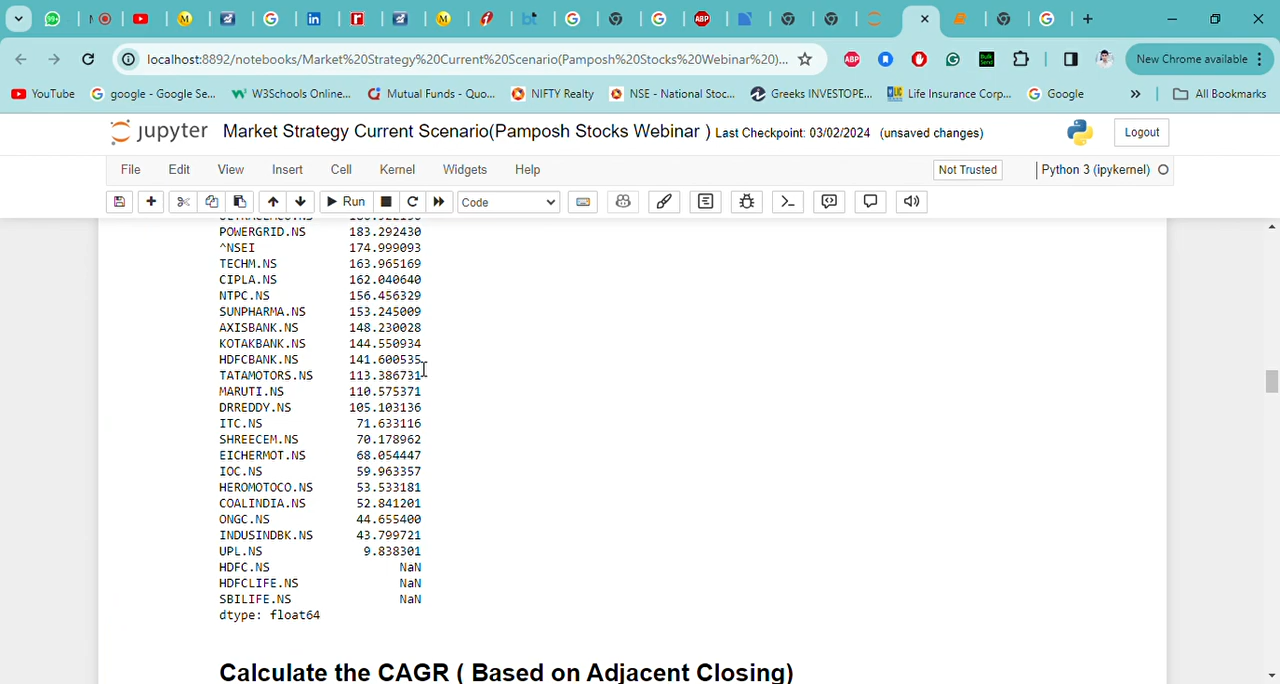 localhost:8892/notebooks/Market%20Strategy%20Current%20Scenario(Pamposh%20Stocks%20Webinar%20)...
ABP
New Chrome available
YouTube
google - Google Se...
W3Schools Online...
Mutual Funds - Quo...
NIFTY Realty
NSE - National Stoc...
Greeks INVESTOPE...
Life Insurance Corp...
Google
All Bookmarks
jupyter Market Strategy Current Scenario(Pamposh Stocks Webinar ) Last Checkpoint: 03/02/2024 (unsaved changes)
Logout
File Edit View Insert Cell Kernel Widgets Help
Not Trusted
Python 3 (ipykernel)
Run
Code
POWERGRID.NS 183.292430
^NSEI 174.999093
TECHM.NS 163.965169
CIPLA.NS 162.040640
NTPC.NS 156.456329
SUNPHARMA.NS 153.245009
AXISBANK.NS 148.230028
KOTAKBANK.NS 144.550934
HDFCBANK.NS 141.600535
TATAMOTORS.NS 113.386731
MARUTI.NS 110.575371
DRREDDY.NS 105.103136
ITC.NS 71.633116
SHREECEM.NS 70.178962
EICHERMOT.NS 68.054447
IOC.NS 59.963357
HEROMOTOCO.NS 53.533181
COALINDIA.NS 52.841201
ONGC.NS 44.655400
INDUSINDBK.NS 43.799721
UPL.NS 9.838301
HDFC.NS NaN
HDFCLIFE.NS NaN
SBILIFE.NS NaN
dtype: float64
Calculate the CAGR ( Based on Adjacent Closing)